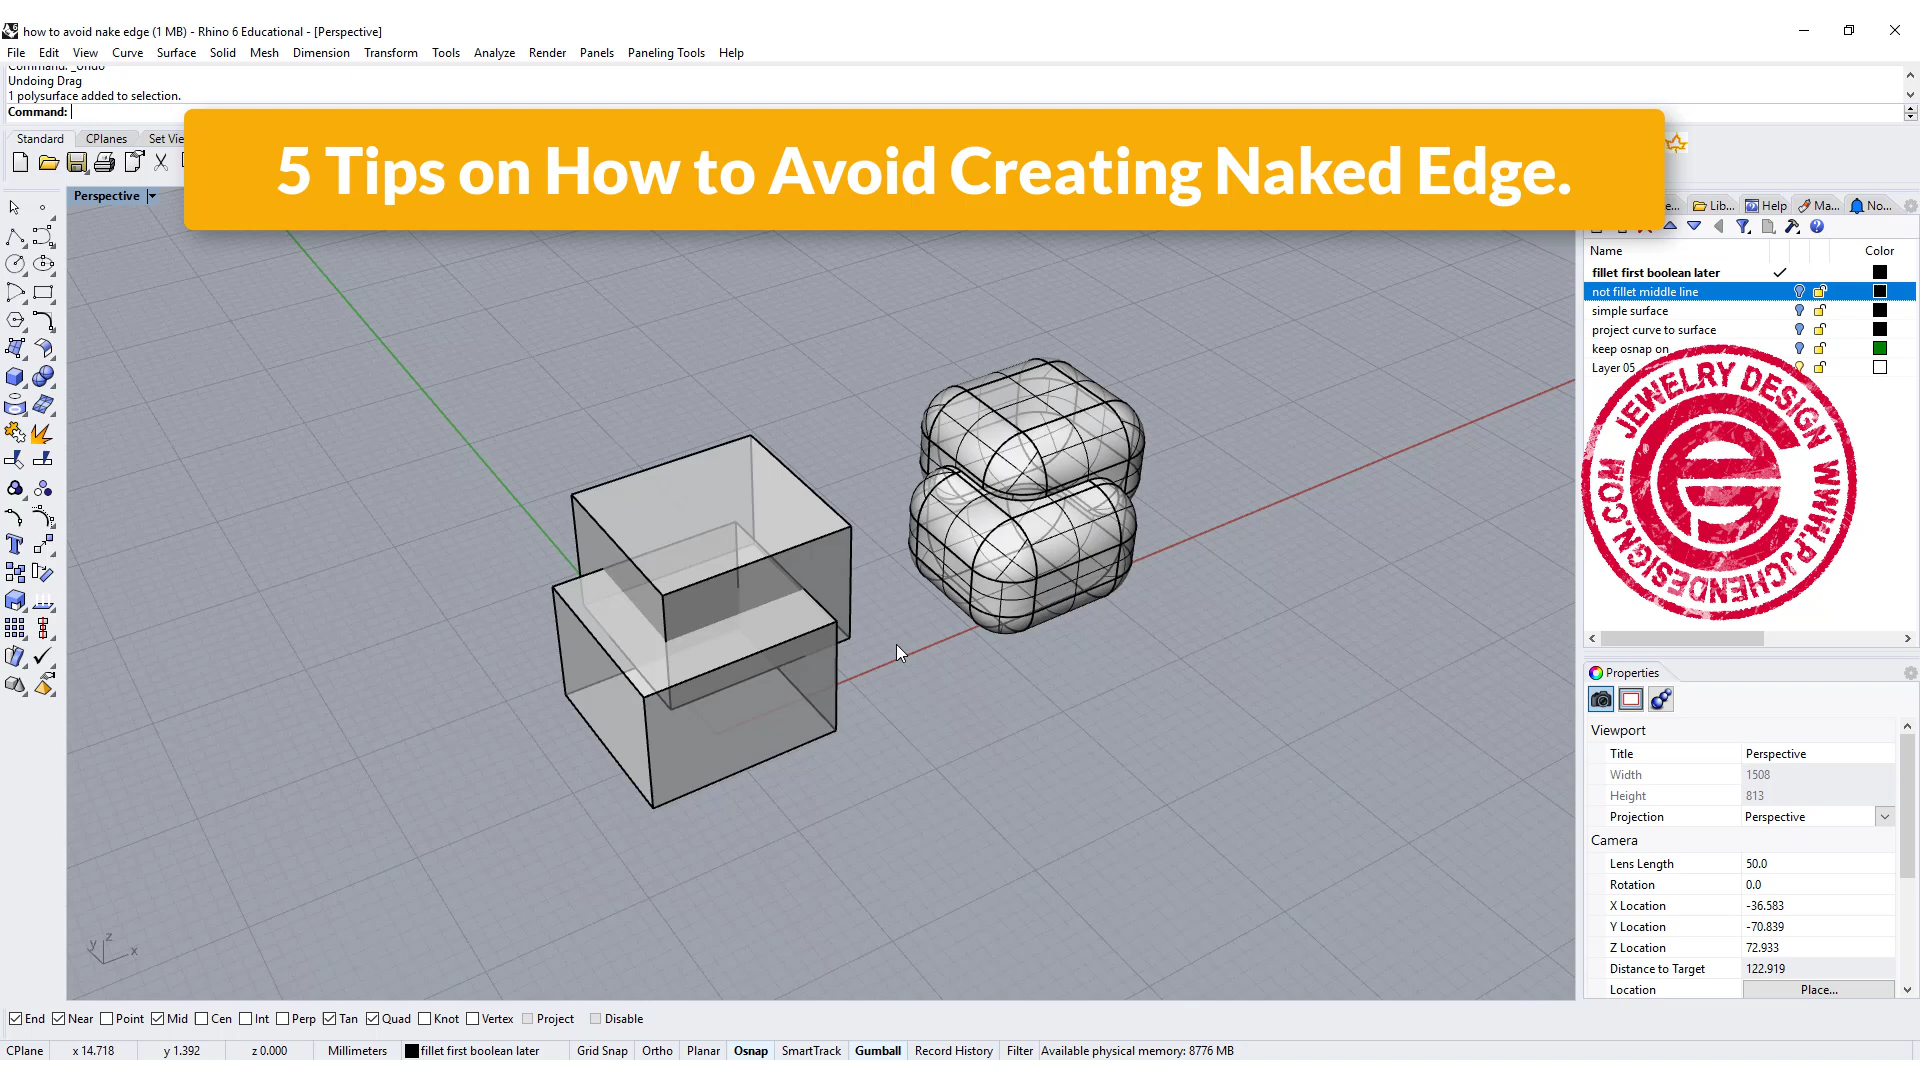 how to avoid nake edge (1 MB) - Rhino 6 Educational - [Perspective]
File Edit View Curve Surface Solid Mesh Dimension Transform Tools Analyze Render Panels Paneling Tools Help
Command: _Undo
Undoing Drag
1 polysurface added to selection.
Command:
5 Tips on How to Avoid Creating Naked Edge.
Standard CPlanes Set Vie
Perspective
e... Lib... Help Ma... No...
Name Color
fillet first boolean later
not fillet middle line
simple surface
project curve to surface
keep osnap on
Layer 05
JEWELRY DESIGN WWW.PJCHENDESIGN.COM
Properties
Viewport
Title Perspective
Width 1508
Height 813
Projection Perspective
Camera
Lens Length 50.0
Rotation 0.0
X Location -36.583
Y Location -70.839
Z Location 72.933
Distance to Target 122.919
Location Place...
y z x
End Near Point Mid Cen Int Perp Tan Quad Knot Vertex Project Disable
CPlane x 14.718 y 1.392 z 0.000 Millimeters fillet first boolean later Grid Snap Ortho Planar Osnap SmartTrack Gumball Record History Filter Available physical memory: 8776 MB